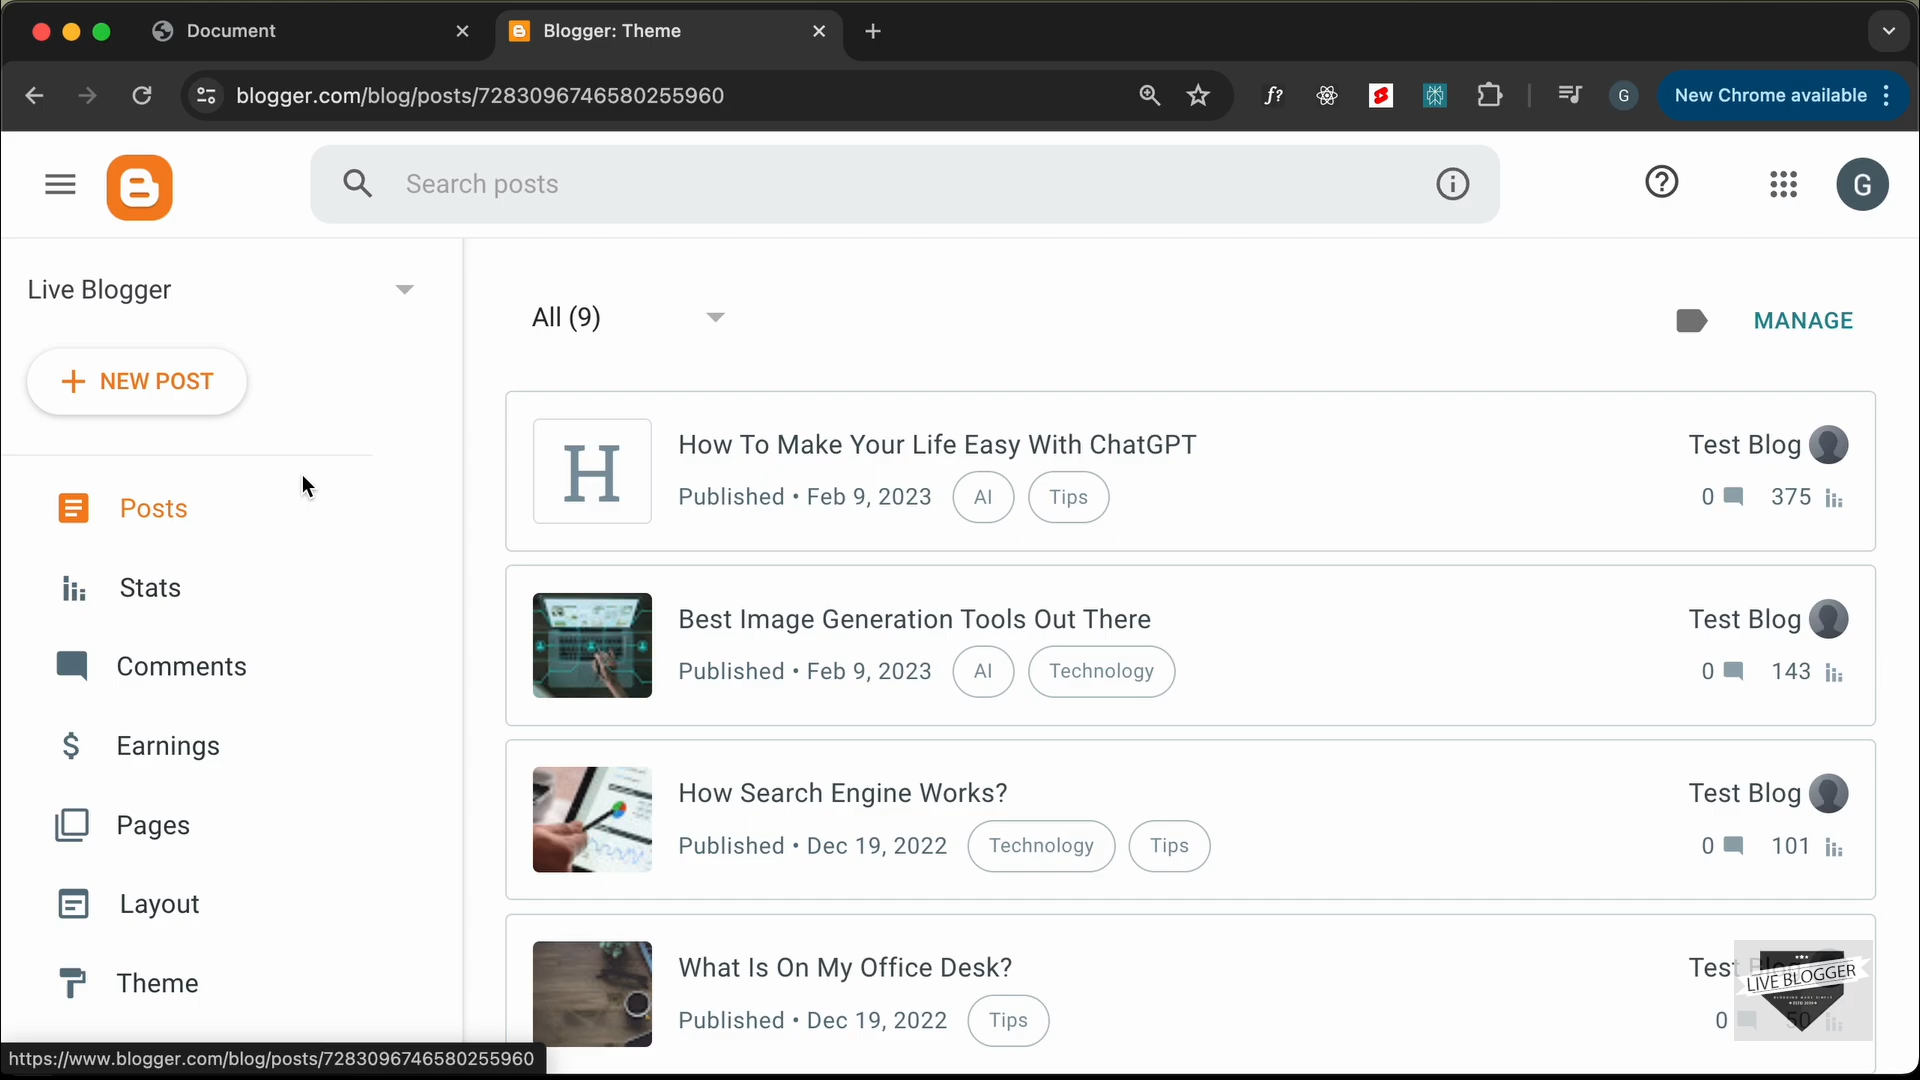 Document
Blogger: Theme
blogger.com/blog/posts/7283096746580255960
f?
G
New Chrome available
Search posts
G
Live Blogger
All (9)
MANAGE
NEW POST
H
How To Make Your Life Easy With ChatGPT
Test Blog
Published • Feb 9, 2023
AI
Tips
0
375
Posts
Stats
Best Image Generation Tools Out There
Test Blog
Published • Feb 9, 2023
AI
Technology
0
143
Comments
Earnings
How Search Engine Works?
Test Blog
Published • Dec 19, 2022
Technology
Tips
0
101
Pages
Layout
What Is On My Office Desk?
Test Blog
LIVE BLOGGER
Published • Dec 19, 2022
Tips
0
50
Theme
https://www.blogger.com/blog/posts/7283096746580255960